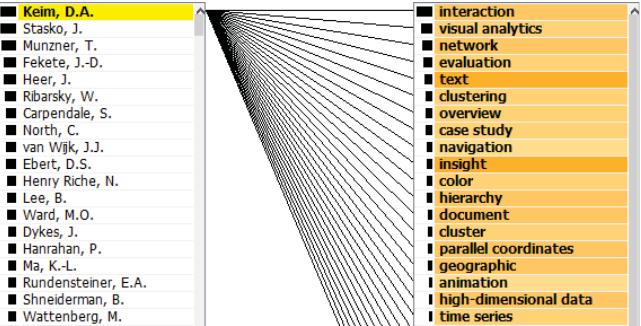 Keim, D.A.
Stasko, J.
Munzner, T.
Fekete, J.-D.
Heer, J.
Ribarsky, W.
Carpendale, S.
North, C.
van Wijk, J.J.
Ebert, D.S.
Henry Riche, N.
Lee, B.
Ward, M.O.
Dykes, J.
Hanrahan, P.
Ma, K.-L.
Rundensteiner, E.A.
Shneiderman, B.
Wattenberg, M.
interaction
visual analytics
network
evaluation
text
clustering
overview
case study
navigation
insight
color
hierarchy
document
cluster
parallel coordinates
geographic
animation
high-dimensional data
time series